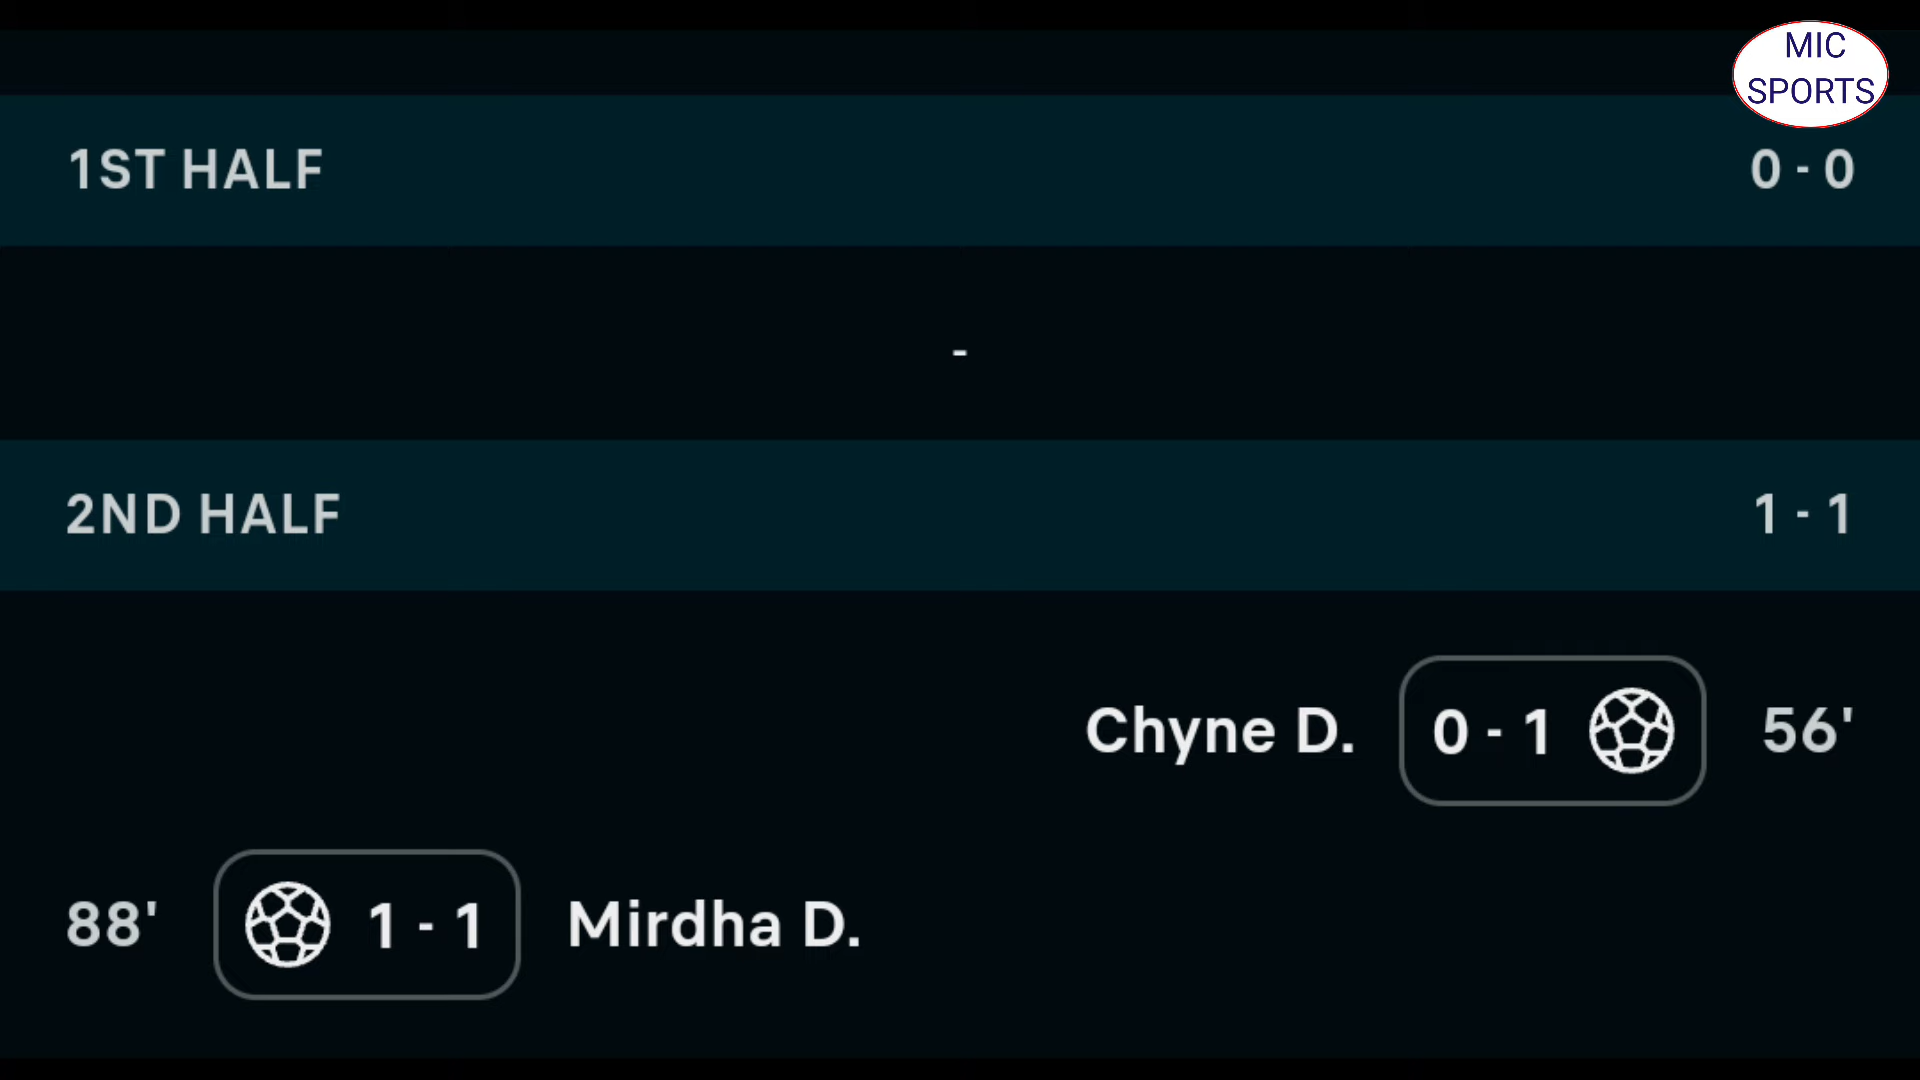 MIC
SPORTS
1ST HALF 0 - 0
-
2ND HALF 1 - 1
Chyne D. 0 - 1 56'
88' 1 - 1 Mirdha D.